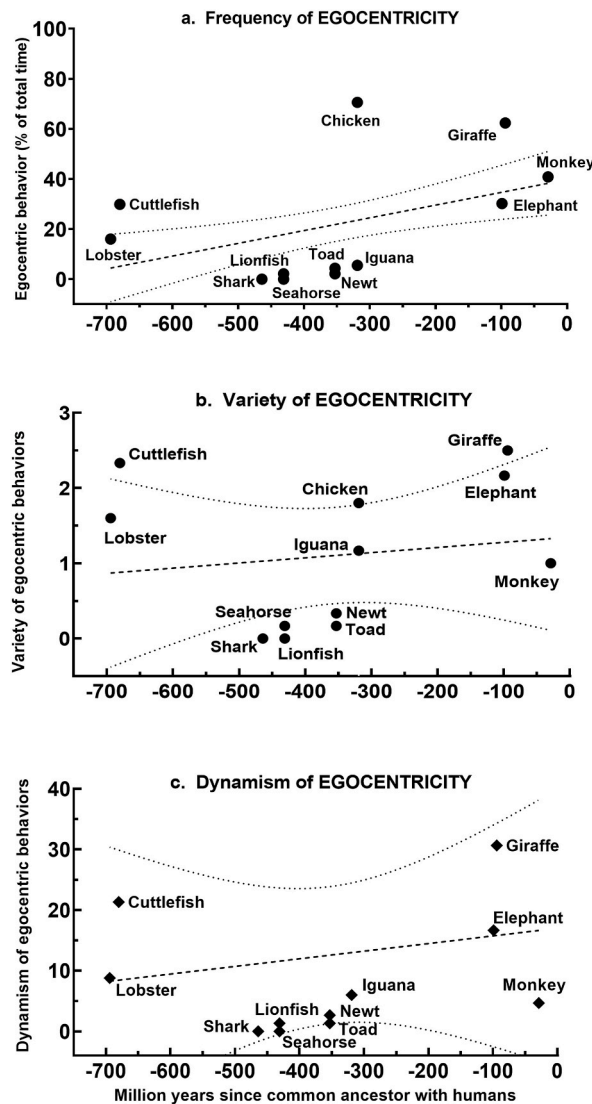 a. Frequency of EGOCENTRICITY
Egocentric behavior (% of total time)
100
80
60
40
20
0
Chicken
Giraffe
Monkey
Cuttlefish
Elephant
Lobster
Lionfish
Toad
Iguana
Shark
Newt
Seahorse
-700 -600 -500 -400 -300 -200 -100 0
b. Variety of EGOCENTRICITY
Variety of egocentric behaviors
3
2
1
0
Giraffe
Cuttlefish
Chicken
Elephant
Lobster
Iguana
Monkey
Seahorse
Newt
Toad
Shark
Lionfish
-700 -600 -500 -400 -300 -200 -100 0
c. Dynamism of EGOCENTRICITY
Dynamism of egocentric behaviors
40
30
20
10
0
Giraffe
Cuttlefish
Elephant
Lobster
Iguana
Monkey
Lionfish
Newt
Shark
Toad
Seahorse
-700 -600 -500 -400 -300 -200 -100 0
Million years since common ancestor with humans